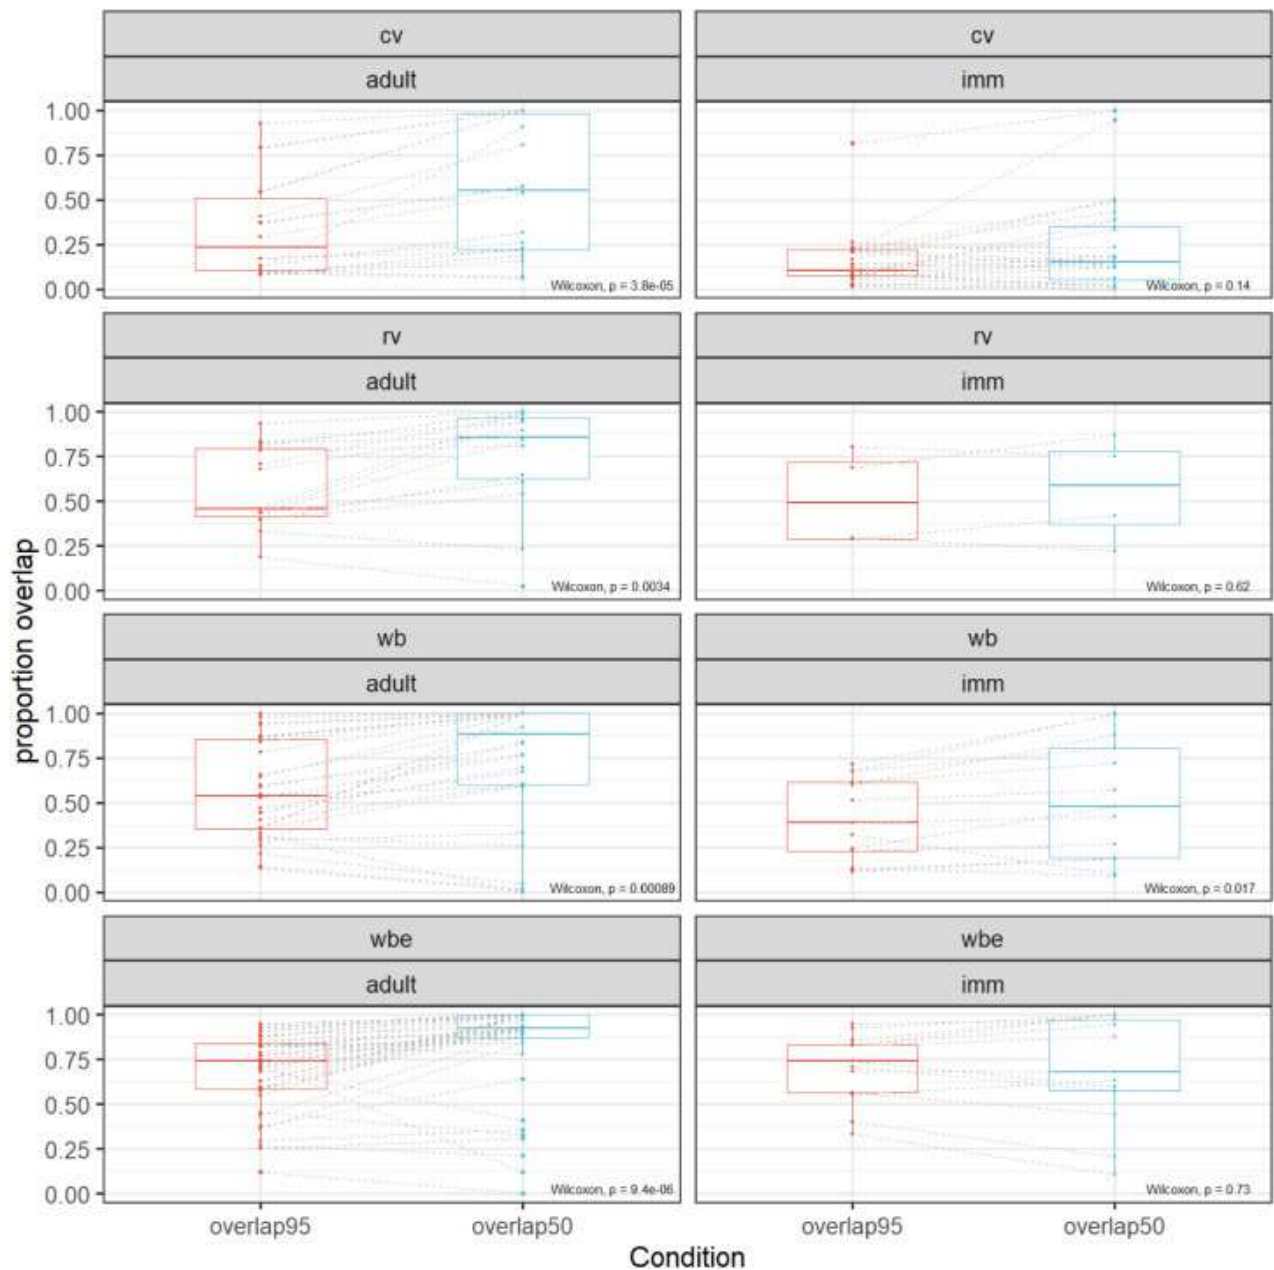 cv
cv
adult
imm
1.00
0.75
0.50
0.25
0.00
Wilcoxon, p = 3.8e-05
Wilcoxon, p = 0.14
rv
rv
adult
imm
1.00
0.75
0.50
0.25
0.00
Wilcoxon, p = 0.0034
Wilcoxon, p = 0.62
proportion overlap
wb
wb
adult
imm
1.00
0.75
0.50
0.25
0.00
Wilcoxon, p = 0.00089
Wilcoxon, p = 0.017
wbe
wbe
adult
imm
1.00
0.75
0.50
0.25
0.00
Wilcoxon, p = 9.4e-06
Wilcoxon, p = 0.73
overlap95
overlap50
overlap95
overlap50
Condition